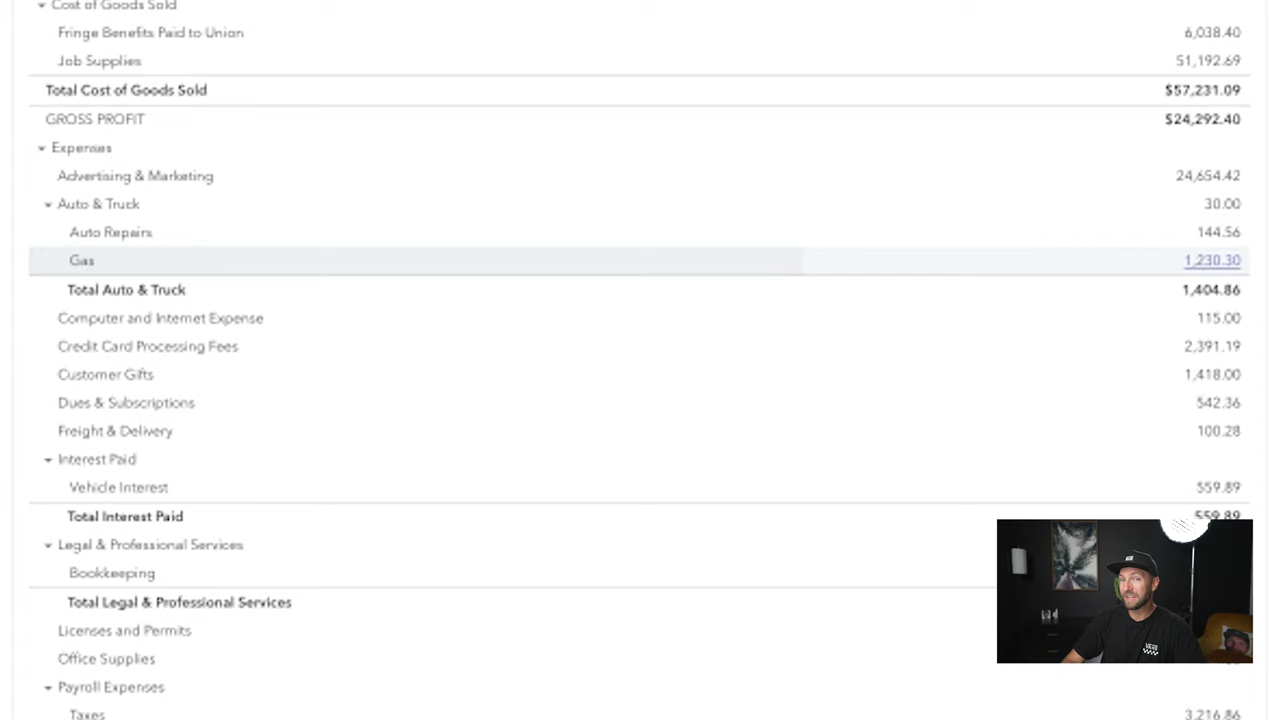 Cost of Goods Sold
Fringe Benefits Paid to Union 6,038.40
Job Supplies 51,192.69
Total Cost of Goods Sold $57,231.09
GROSS PROFIT $24,292.40
Expenses
Advertising & Marketing 24,654.42
Auto & Truck 30.00
Auto Repairs 144.56
Gas 1,230.30
Total Auto & Truck 1,404.86
Computer and Internet Expense 115.00
Credit Card Processing Fees 2,391.19
Customer Gifts 1,418.00
Dues & Subscriptions 542.36
Freight & Delivery 100.28
Interest Paid
Vehicle Interest 559.89
Total Interest Paid 559.89
Legal & Professional Services
Bookkeeping
Total Legal & Professional Services
Licenses and Permits
Office Supplies
Payroll Expenses
Taxes 3,216.86